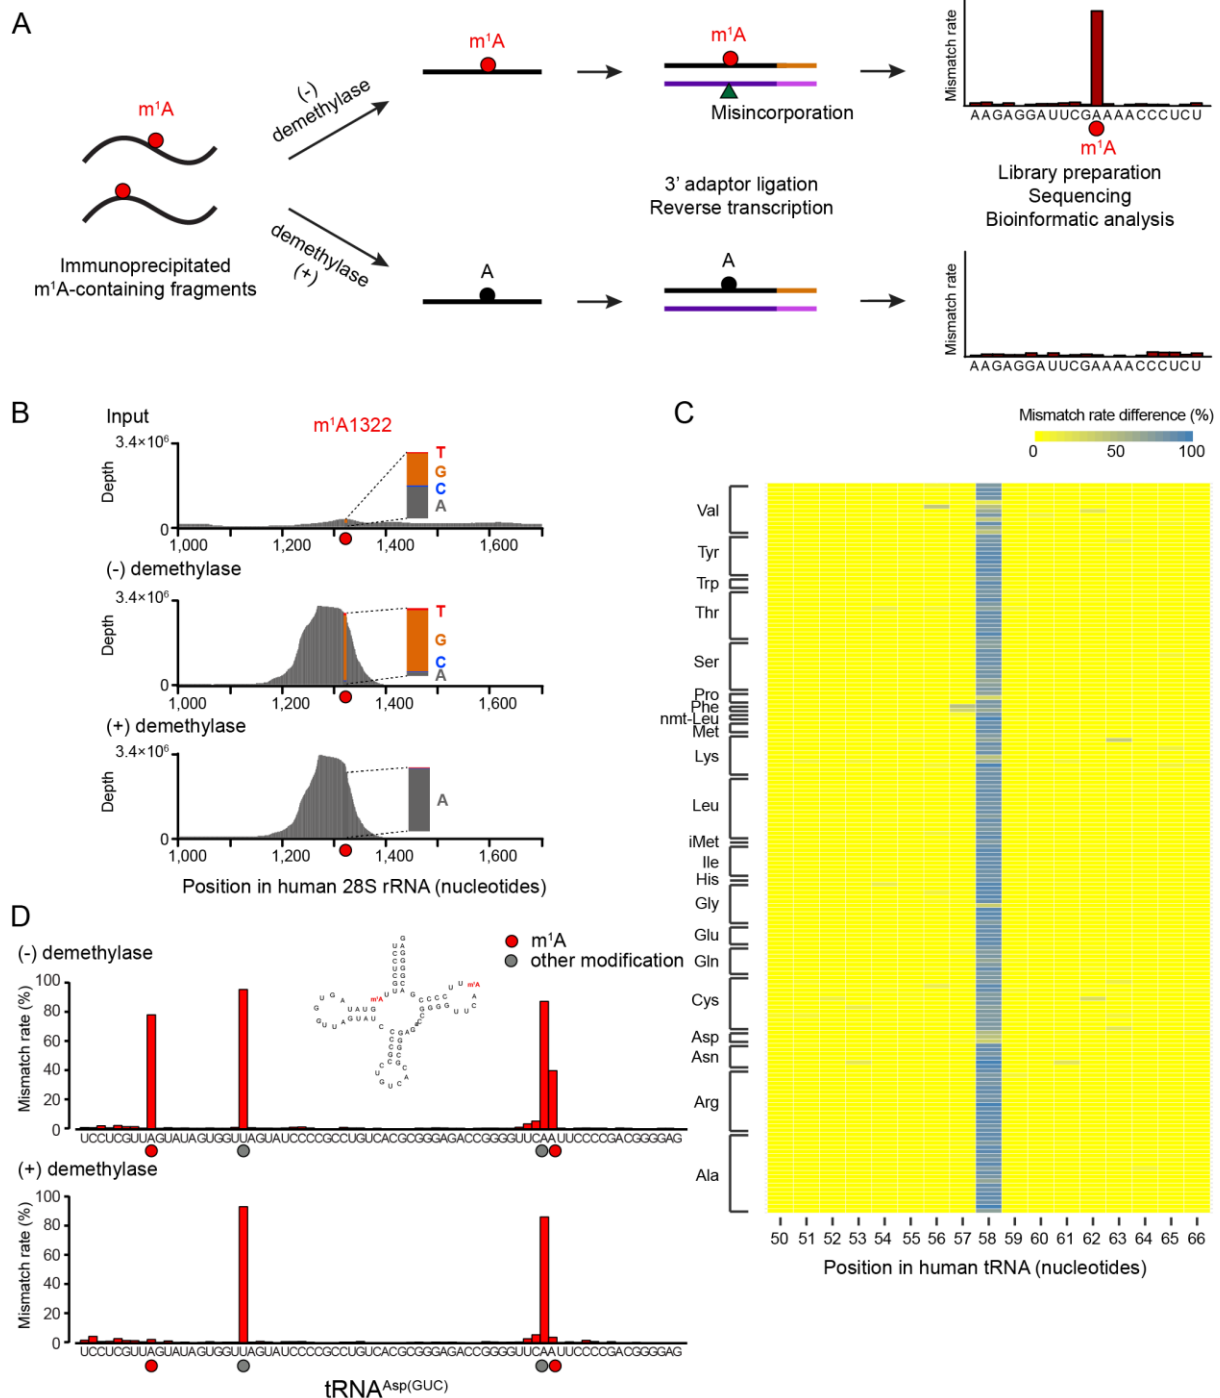 A
m¹A
(-)
demethylase
demethylase
(+)
Immunoprecipitated
m¹A-containing fragments
m¹A
A
m¹A
Misincorporation
3' adaptor ligation
Reverse transcription
A
Mismatch rate
AAGAGGAUUCGAAAACCCUCU
m¹A
Library preparation
Sequencing
Bioinformatic analysis
Mismatch rate
AAGAGGAUUCGAAAACCCUCU
B
Input
m¹A1322
3.4×10⁶
Depth
0
T
G
C
A
1,000 1,200 1,400 1,600
(-) demethylase
3.4×10⁶
Depth
0
T
G
C
A
1,000 1,200 1,400 1,600
(+) demethylase
3.4×10⁶
Depth
0
A
1,000 1,200 1,400 1,600
Position in human 28S rRNA (nucleotides)
C
Mismatch rate difference (%)
0 50 100
Val
Tyr
Trp
Thr
Ser
Pro
Phe
nmt-Leu
Met
Lys
Leu
iMet
Ile
His
Gly
Glu
Gln
Cys
Asp
Asn
Arg
Ala
50 51 52 53 54 55 56 57 58 59 60 61 62 63 64 65 66
Position in human tRNA (nucleotides)
D
(-) demethylase
m¹A
other modification
Mismatch rate (%)
100
80
60
40
20
0
m¹A
m¹A
UCCUCGUUAGUAUAGUGGUUAGUAUCCCCGCCUGUCACGCGGGAGACCGGGGUUCAAUUCCCCGACGGGGAG
(+) demethylase
Mismatch rate (%)
100
80
60
40
20
0
UCCUCGUUAGUAUAGUGGUUAGUAUCCCCGCCUGUCACGCGGGAGACCGGGGUUCAAUUCCCCGACGGGGAG
tRNA^Asp(GUC)